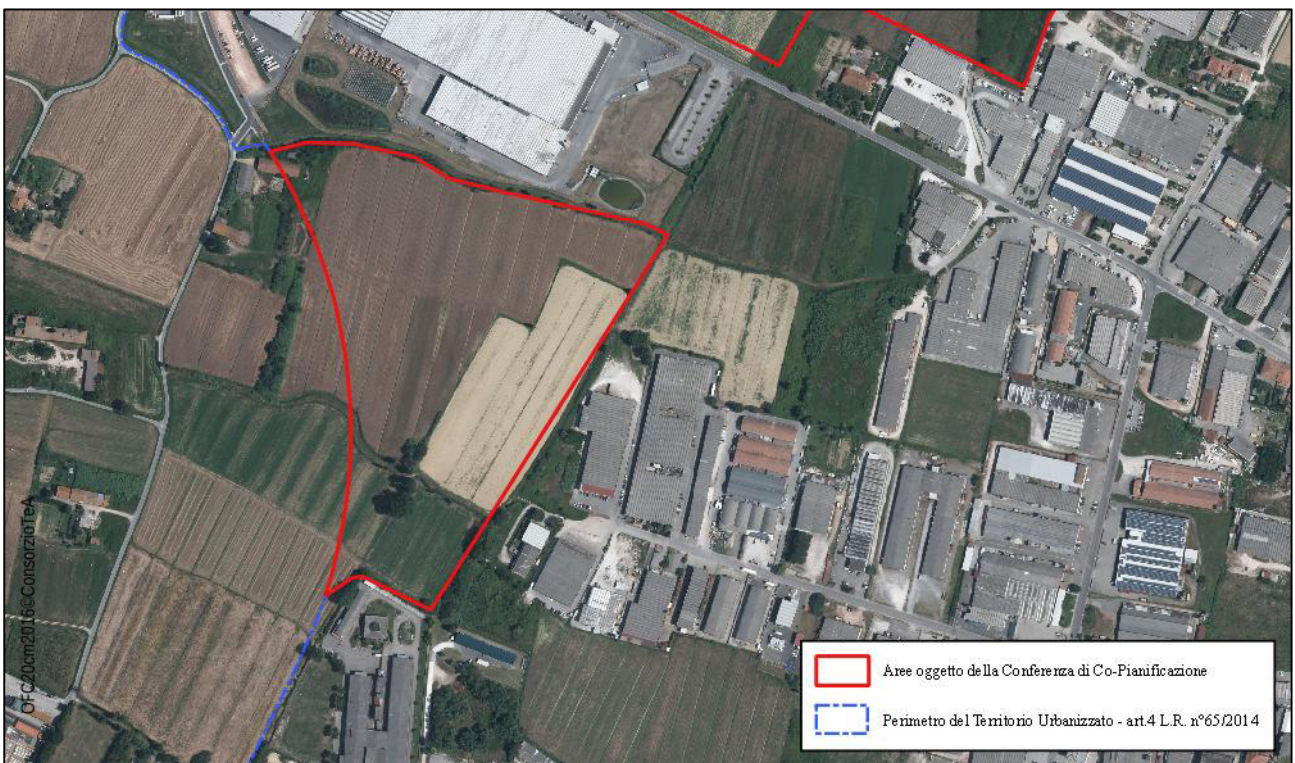 OFC20cm2016©ConsorzioTeA
Aree oggetto della Conferenza di Co-Pianificazione
Perimetro del Territorio Urbanizzato - art.4 L.R. n°65/2014